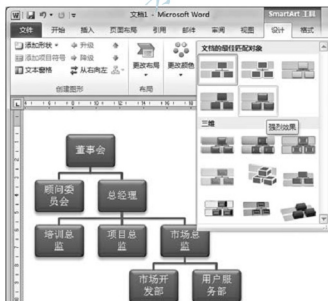 文档1 - Microsoft Word
SmartArt 工具
文件 开始 插入 页面布局 引用 邮件 审阅 视图 设计 格式
添加形状 升级
添加项目符号 降级
文本窗格 从右向左
更改布局
更改颜色
创建图形
布局
文档的最佳匹配对象
强烈效果
三维
董事会
顾问委员会
总经理
培训总监
项目总监
市场总监
市场开发部
用户服务部